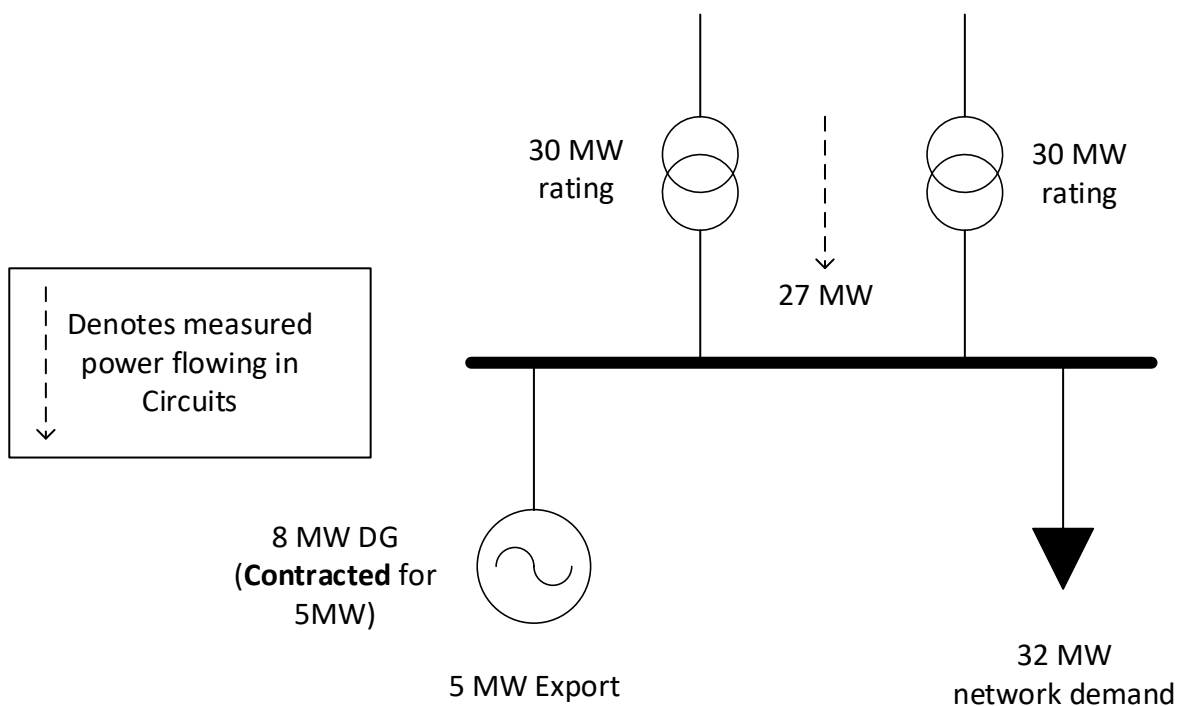 30 MW
rating
30 MW
rating
27 MW
Denotes measured
power flowing in
Circuits
8 MW DG
(Contracted for
5MW)
5 MW Export
32 MW
network demand